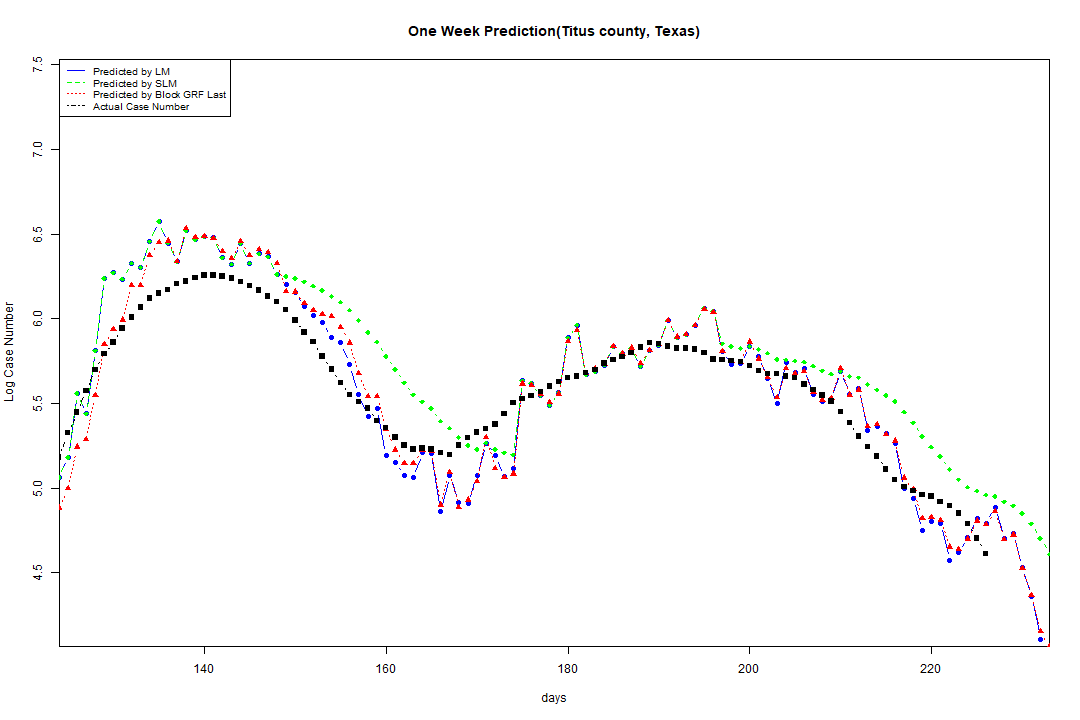 One Week Prediction(Titus county, Texas)
Predicted by LM
Predicted by SLM
Predicted by Block GRF Last
Actual Case Number
7.5
7.0
6.5
6.0
5.5
5.0
4.5
Log Case Number
140 160 180 200 220
days